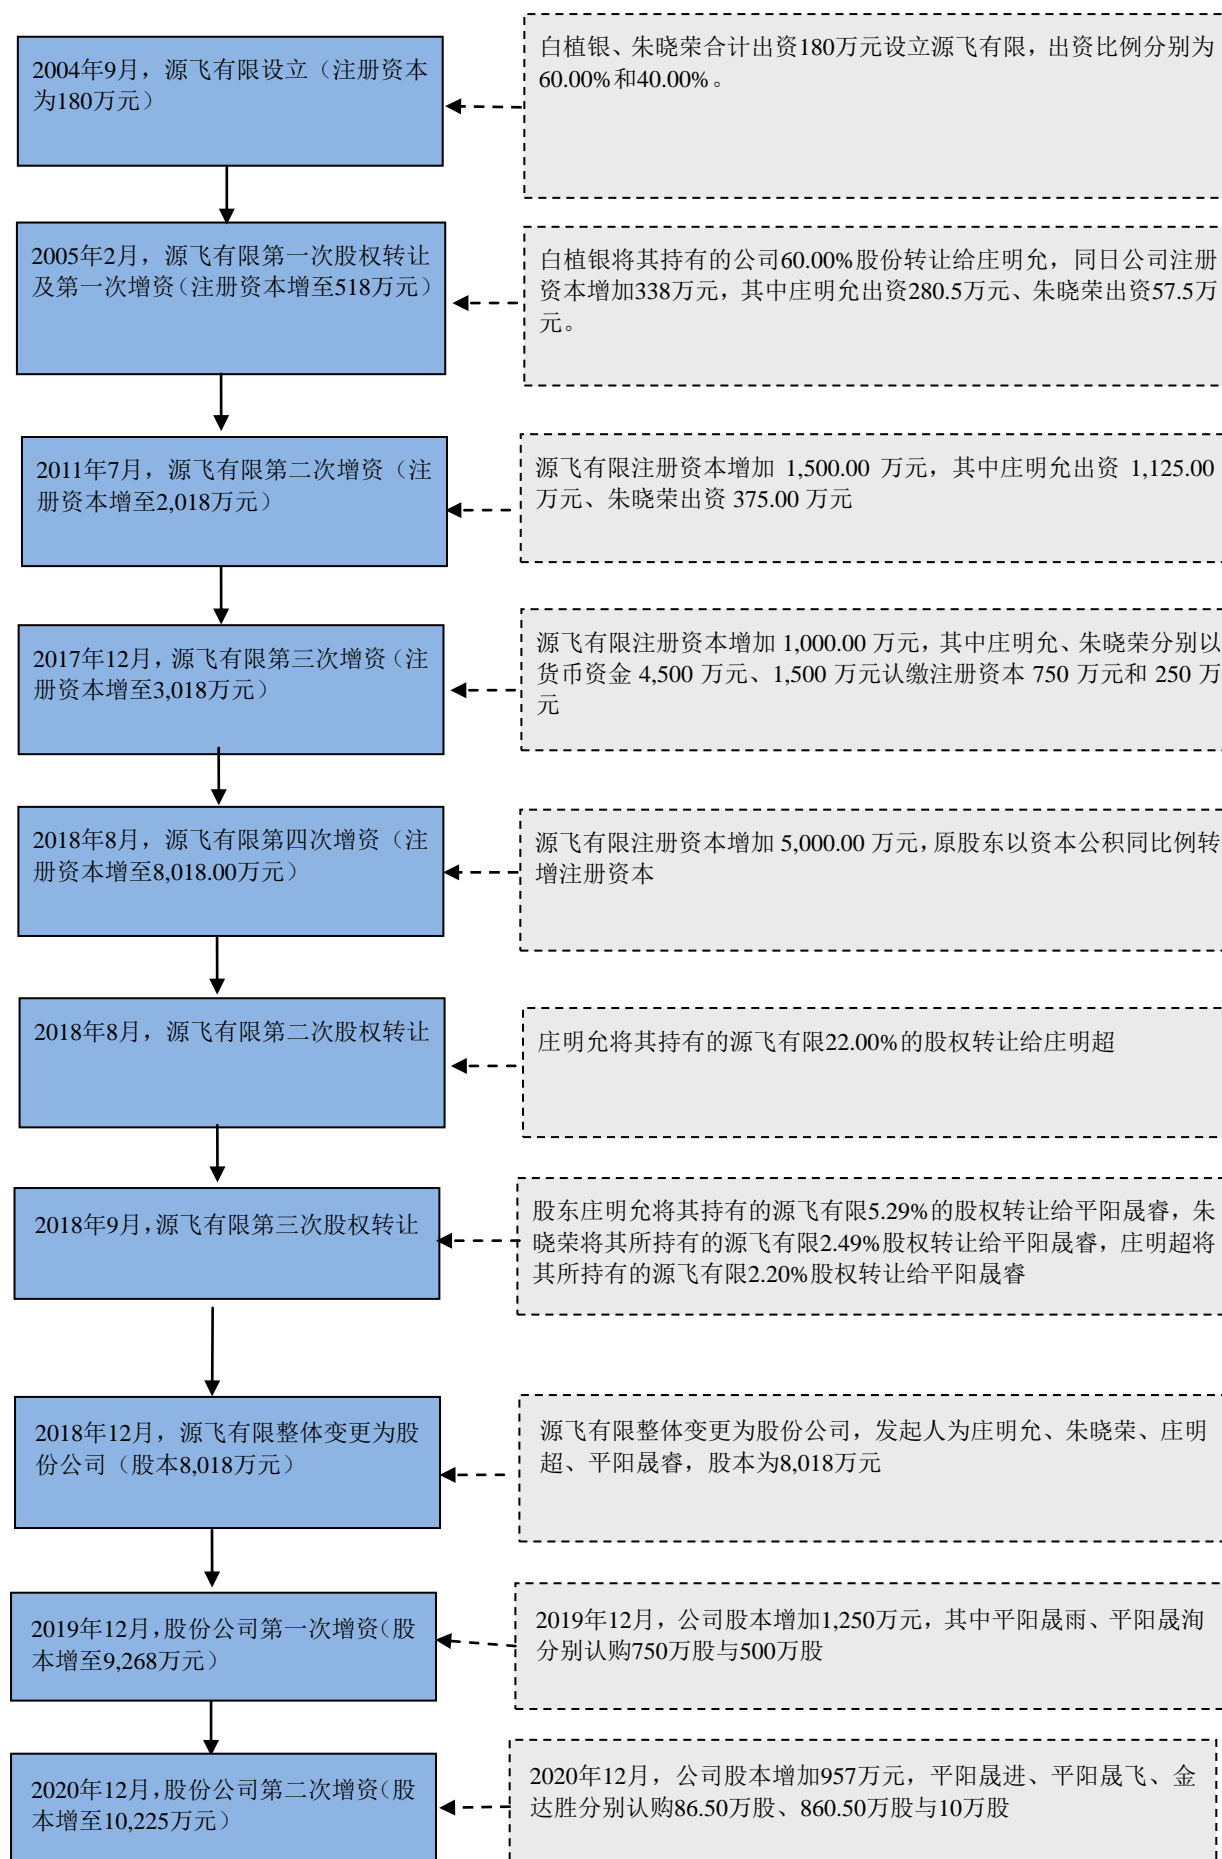 2004年9月，源飞有限设立（注册资本
为180万元）
白植银、朱晓荣合计出资180万元设立源飞有限，出资比例分别为
60.00%和40.00%。
2005年2月，源飞有限第一次股权转让
及第一次增资（注册资本增至518万元）
白植银将其持有的公司60.00%股份转让给庄明允，同日公司注册
资本增加338万元，其中庄明允出资280.5万元、朱晓荣出资57.5万
元。
2011年7月，源飞有限第二次增资（注
册资本增至2,018万元）
源飞有限注册资本增加 1,500.00 万元，其中庄明允出资 1,125.00
万元、朱晓荣出资 375.00 万元
2017年12月，源飞有限第三次增资（注
册资本增至3,018万元）
源飞有限注册资本增加 1,000.00 万元，其中庄明允、朱晓荣分别以
货币资金 4,500 万元、1,500 万元认缴注册资本 750 万元和 250 万
元
2018年8月，源飞有限第四次增资（注
册资本增至8,018.00万元）
源飞有限注册资本增加 5,000.00 万元，原股东以资本公积同比例转
增注册资本
2018年8月，源飞有限第二次股权转让
庄明允将其持有的源飞有限22.00%的股权转让给庄明超
2018年9月，源飞有限第三次股权转让
股东庄明允将其持有的源飞有限5.29%的股权转让给平阳晟睿，朱
晓荣将其所持有的源飞有限2.49%股权转让给平阳晟睿，庄明超将
其所持有的源飞有限2.20%股权转让给平阳晟睿
2018年12月，源飞有限整体变更为股
份公司（股本8,018万元）
源飞有限整体变更为股份公司，发起人为庄明允、朱晓荣、庄明
超、平阳晟睿，股本为8,018万元
2019年12月，股份公司第一次增资（股
本增至9,268万元）
2019年12月，公司股本增加1,250万元，其中平阳晟雨、平阳晟洵
分别认购750万股与500万股
2020年12月，股份公司第二次增资（股
本增至10,225万元）
2020年12月，公司股本增加957万元，平阳晟进、平阳晟飞、金
达胜分别认购86.50万股、860.50万股与10万股